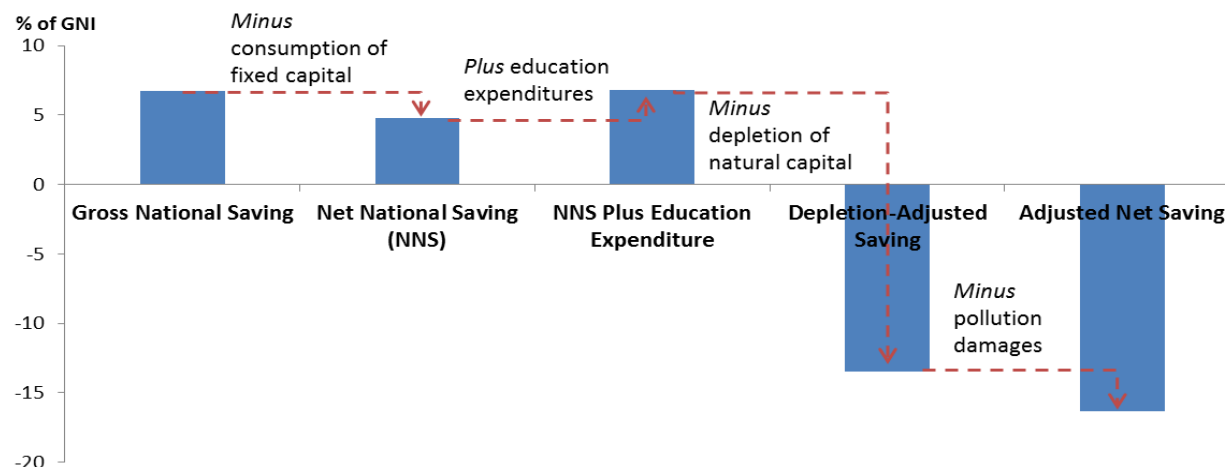 % of GNI
10
5
0
-5
-10
-15
-20
Minus
consumption of
fixed capital
Plus education
expenditures
Minus
depletion of
natural capital
Minus
pollution
damages
Gross National Saving
Net National Saving
(NNS)
NNS Plus Education
Expenditure
Depletion-Adjusted
Saving
Adjusted Net Saving